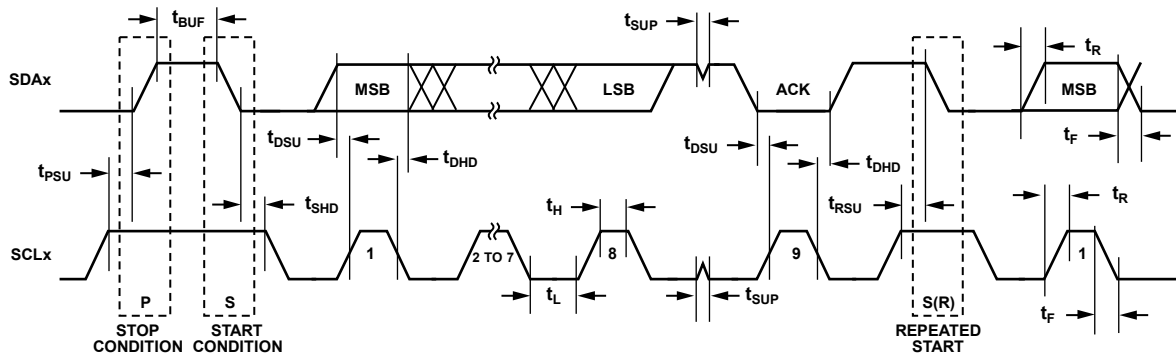 tBUF
tSUP
tR
SDAx
MSB
LSB
ACK
MSB
tDSU
tDHD
tDSU
tDHD
tF
tPSU
tSHD
tH
tRSU
tR
SCLx
1
2 TO 7
8
9
1
tL
tSUP
tF
P
S
S(R)
STOP CONDITION
START CONDITION
REPEATED START